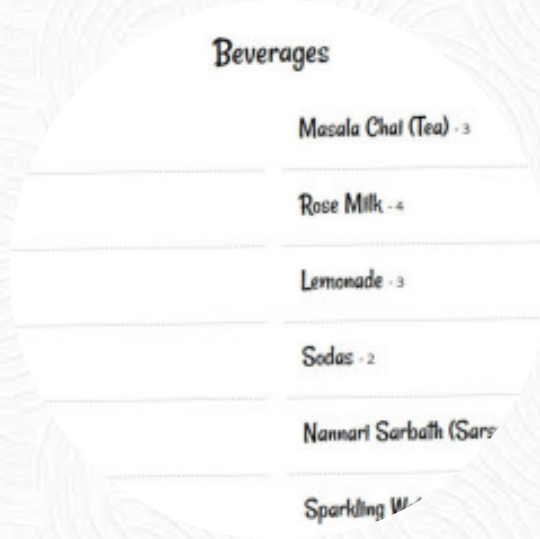 Beverages
Masala Chai (Tea) - 3
Rose Milk - 4
Lemonade - 3
Sodas - 2
Nannari Sarbath
Sparkling